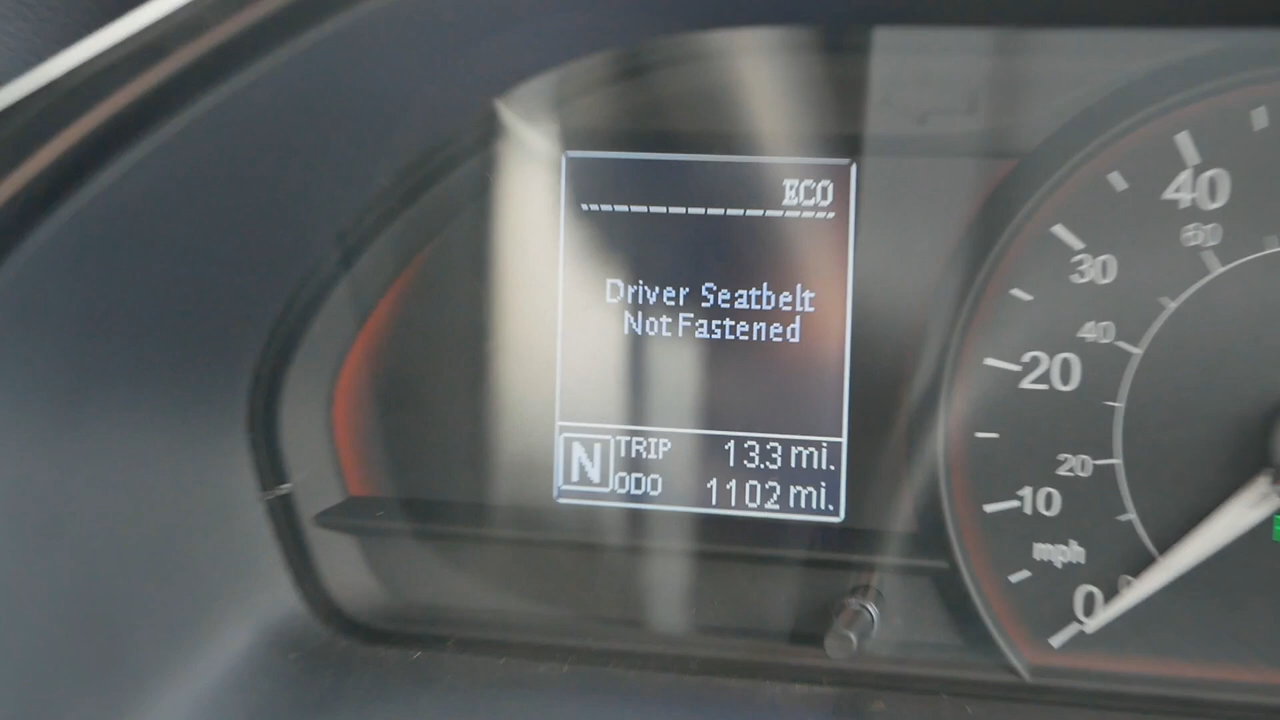 ECO
Driver Seatbelt
Not Fastened
N
TRIP 13.3 mi.
ODO 1102 mi.
40
60
30
40
20
20
10
mph
0
0